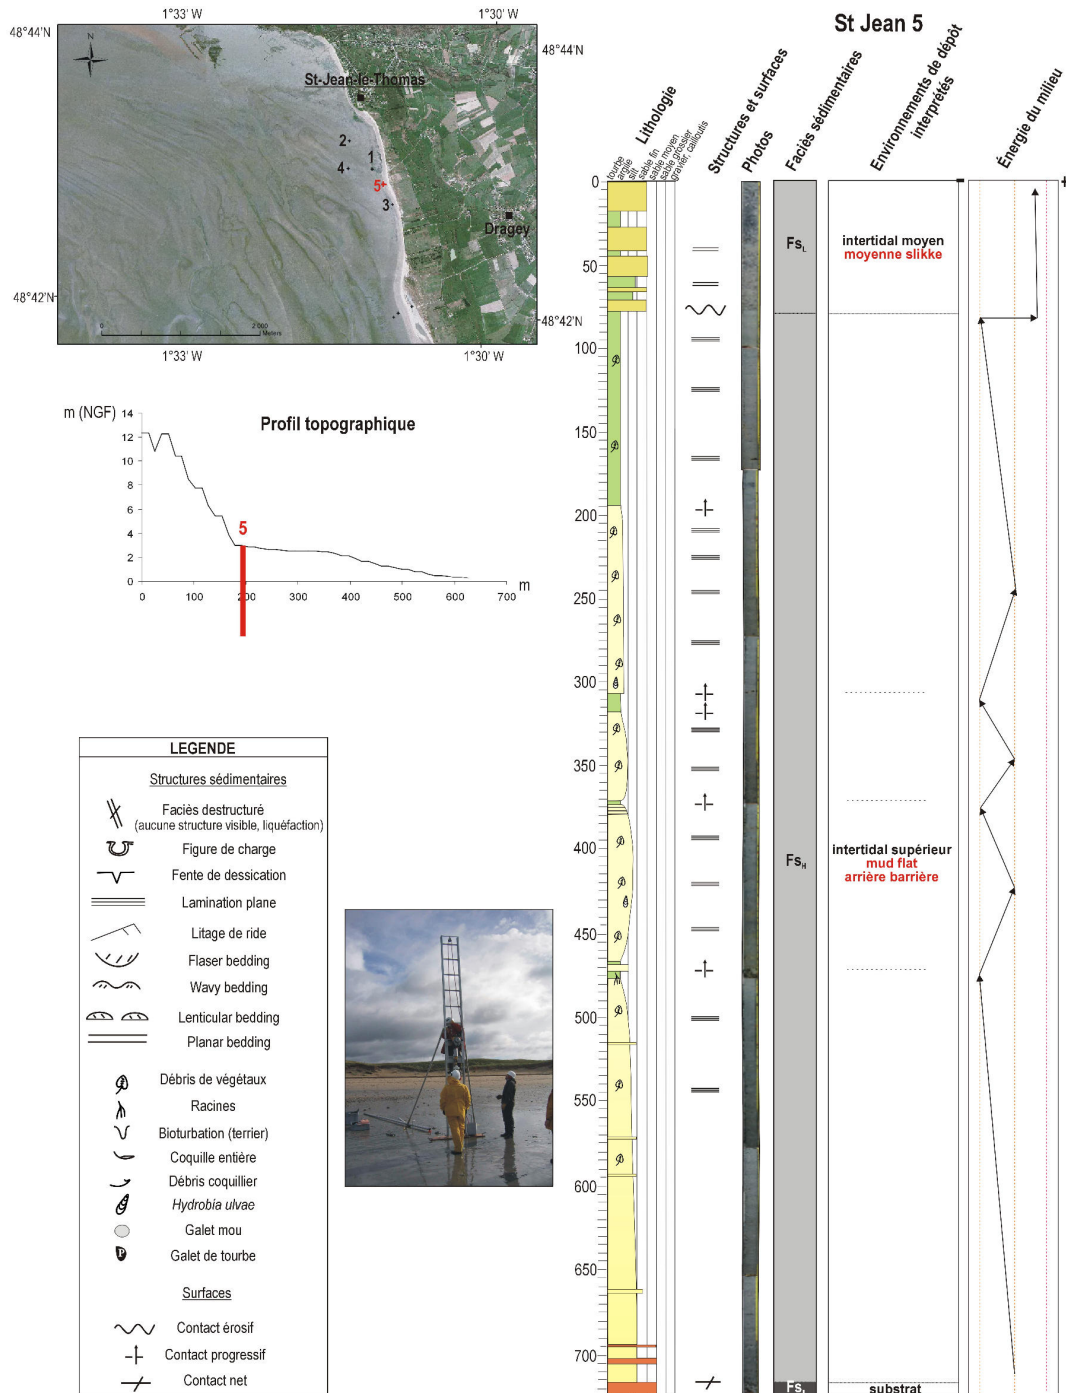 St Jean 5
1°33' W
1°30' W
48°44'N
48°44'N
St-Jean-le-Thomas
2
1
4
5
3
Dragey
48°42'N
48°42'N
0
2 000
Meters
1°33' W
1°30' W
Lithologie
tourbe
argile
silt
sable fin
sable moyen
sable grossier
gravier, cailloutis
Structures et surfaces
Photos
Faciès sédimentaires
Environnements de dépôt
interprétés
Énergie du milieu
-
+
0
50
100
150
200
250
300
350
400
450
500
550
600
650
700
Fs L
intertidal moyen
moyenne slikke
Fs H
intertidal supérieur
mud flat
arrière barrière
substrat
m (NGF)
Profil topographique
14
12
10
8
6
4
2
0
5
0
100
200
300
400
500
600
700
m
LEGENDE
Structures sédimentaires
Faciès destructuré
(aucune structure visible, liquéfaction)
Figure de charge
Fente de dessication
Lamination plane
Litage de ride
Flaser bedding
Wavy bedding
Lenticular bedding
Planar bedding
Débris de végétaux
Racines
Bioturbation (terrier)
Coquille entière
Débris coquillier
Hydrobia ulvae
Galet mou
P
Galet de tourbe
Surfaces
Contact érosif
Contact progressif
Contact net